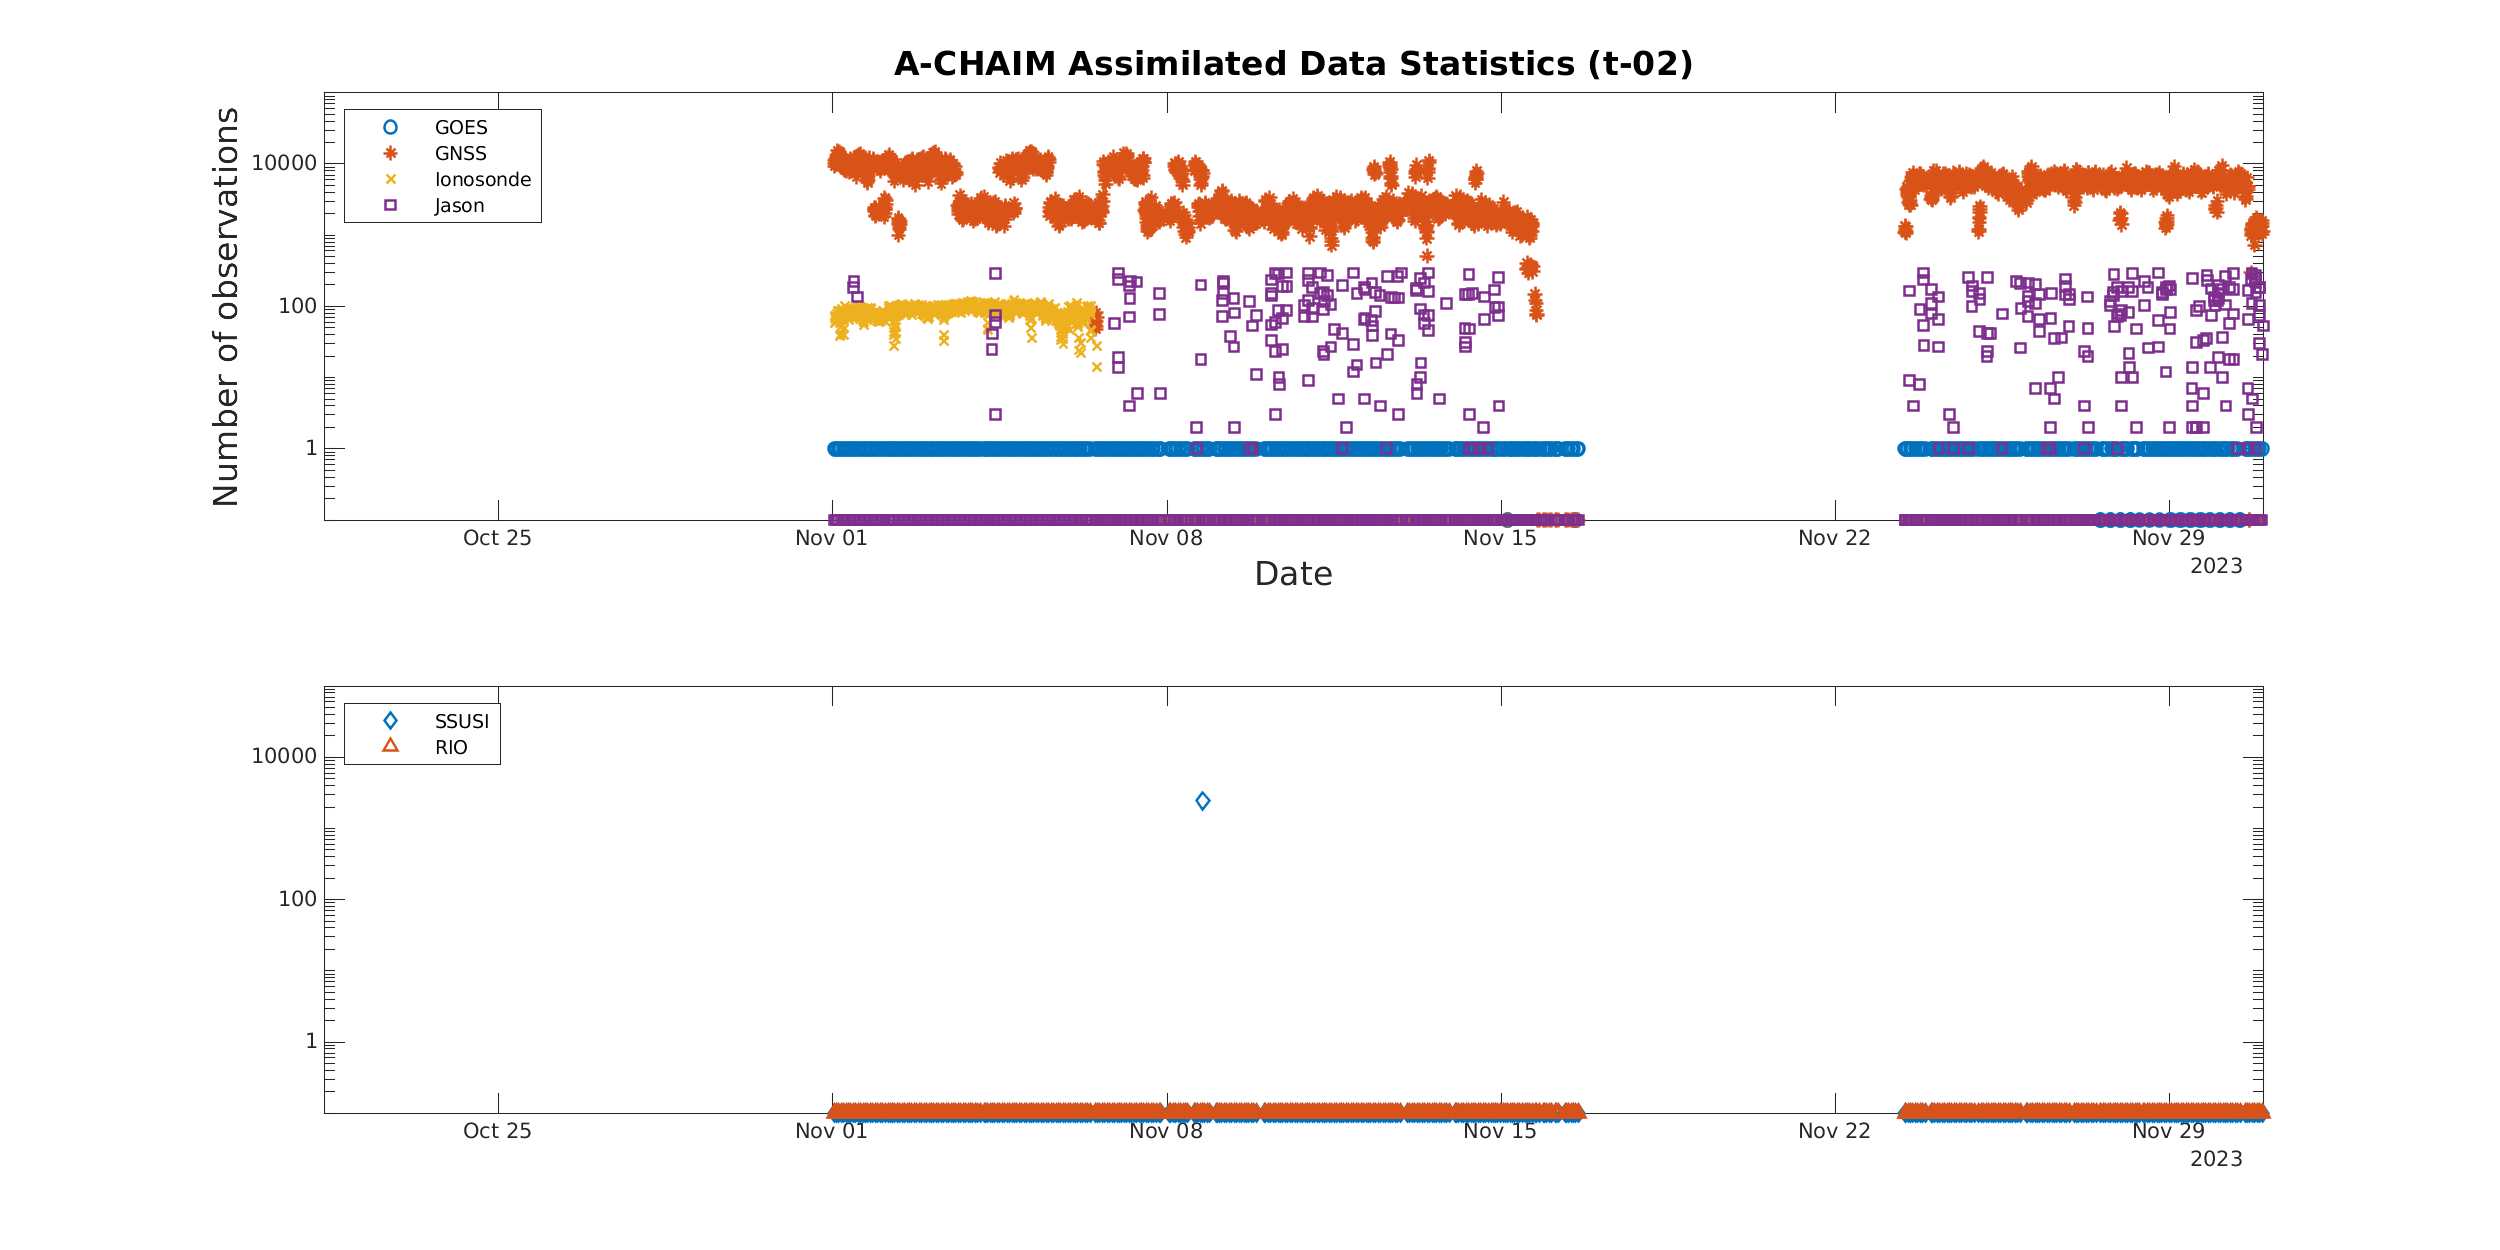 A-CHAIM Assimilated Data Statistics (t-02)
Number of observations
10000
100
1
GOES
GNSS
Ionosonde
Jason
Oct 25
Nov 01
Nov 08
Nov 15
Nov 22
Nov 29
2023
Date
10000
100
1
SSUSI
RIO
Oct 25
Nov 01
Nov 08
Nov 15
Nov 22
Nov 29
2023